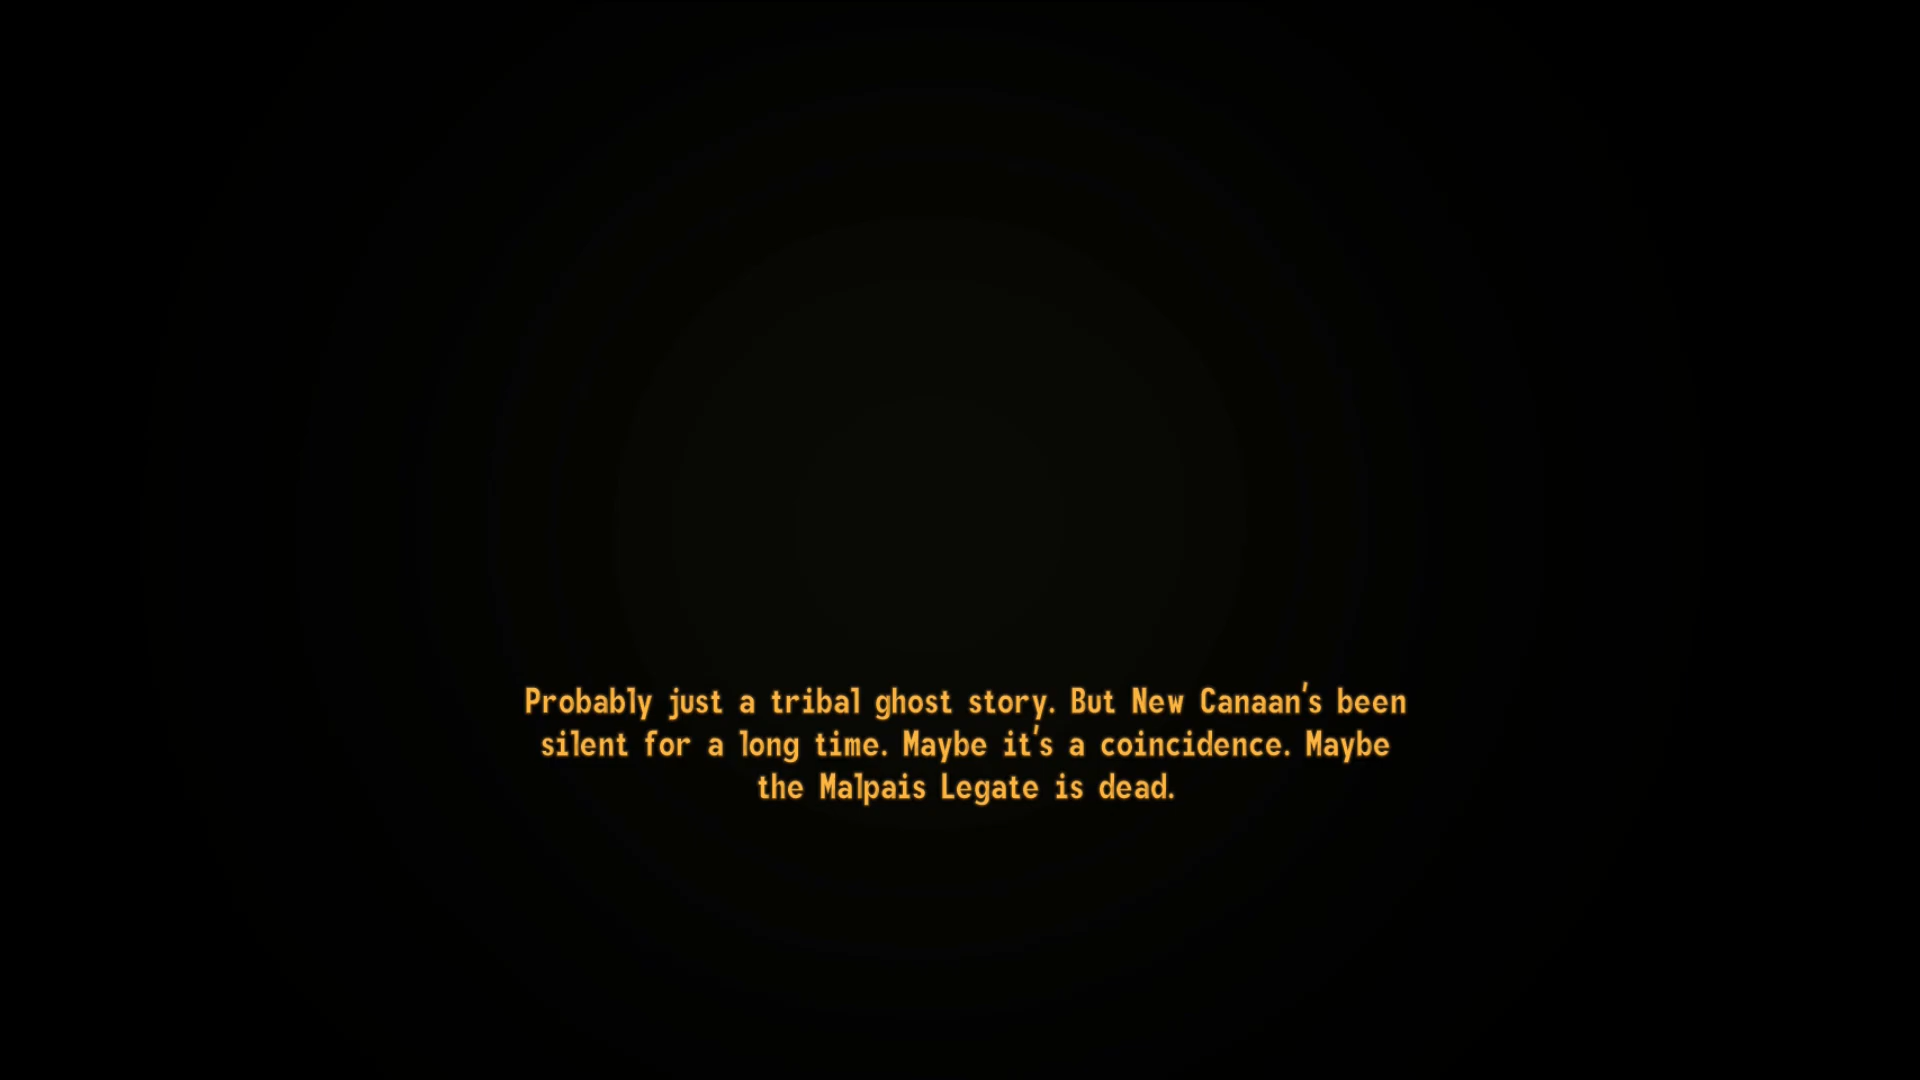 Probably just a tribal ghost story. But New Canaan's been
silent for a long time. Maybe it's a coincidence. Maybe
the Malpais Legate is dead.